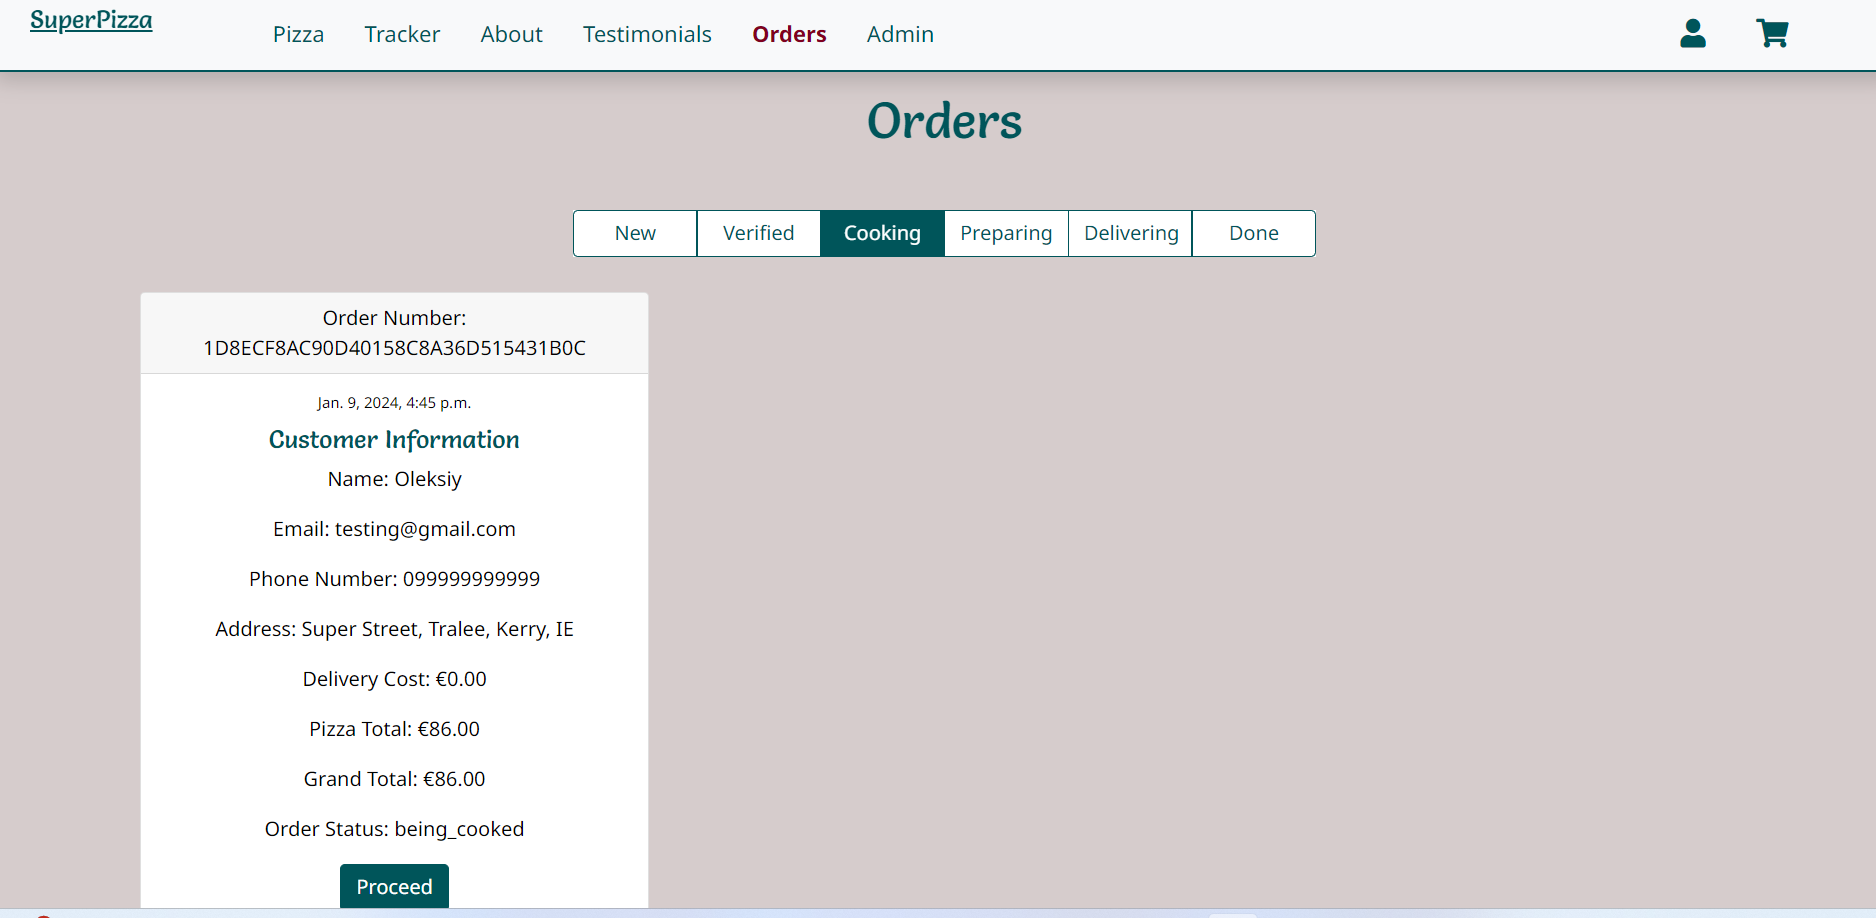 SuperPizza
Pizza Tracker About Testimonials Orders Admin
Orders
New Verified Cooking Preparing Delivering Done
Order Number:
1D8ECF8AC90D40158C8A36D515431B0C
Jan. 9, 2024, 4:45 p.m.
Customer Information
Name: Oleksiy
Email: testing@gmail.com
Phone Number: 099999999999
Address: Super Street, Tralee, Kerry, IE
Delivery Cost: €0.00
Pizza Total: €86.00
Grand Total: €86.00
Order Status: being_cooked
Proceed